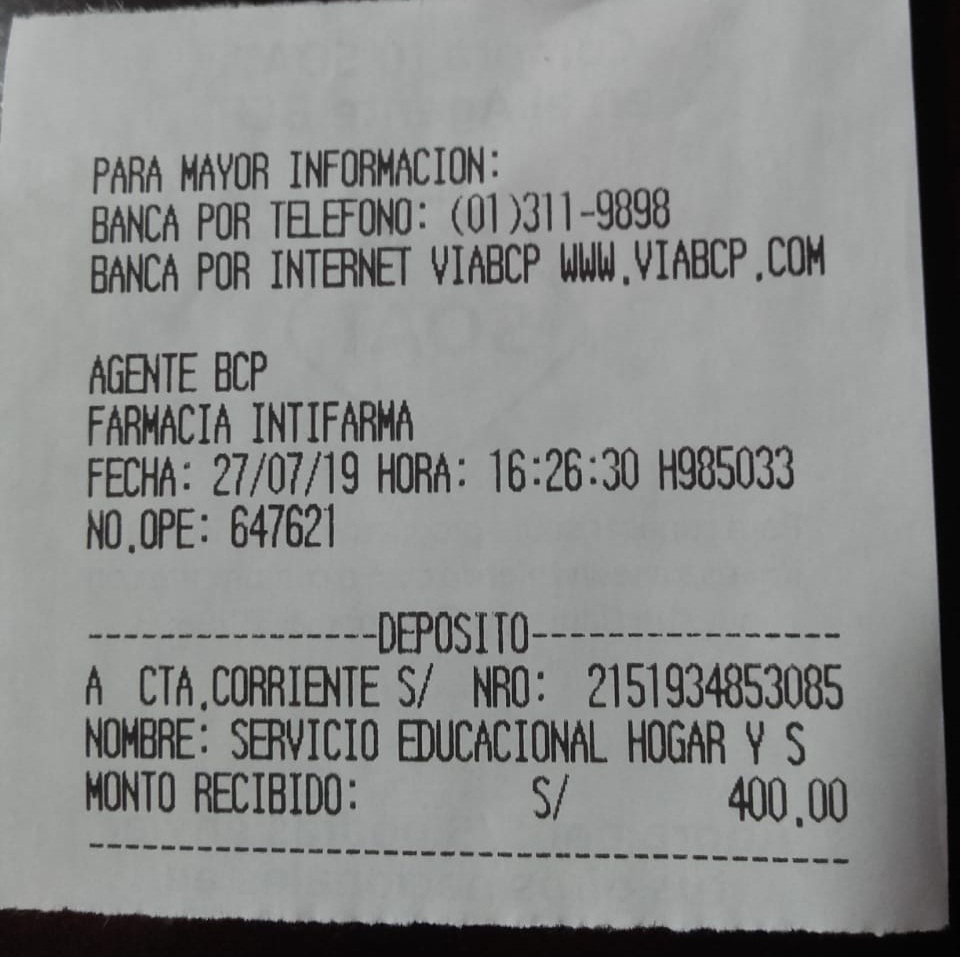 PARA MAYOR INFORMACION:
BANCA POR TELEFONO: (01)311-9898
BANCA POR INTERNET VIABCP WWW.VIABCP.COM
AGENTE BCP
FARMACIA INTIFARMA
FECHA: 27/07/19 HORA: 16:26:30 H985033
NO.OPE: 647621
----------------DEPOSITO-----------------
A CTA.CORRIENTE S/ NRO: 2151934853085
NOMBRE: SERVICIO EDUCACIONAL HOGAR Y S
MONTO RECIBIDO: S/ 400.00